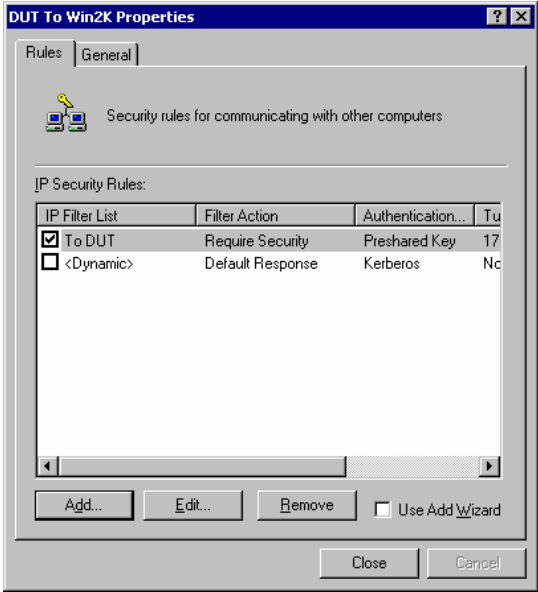 DUT To Win2K Properties
Rules General
Security rules for communicating with other computers
IP Security Rules:
IP Filter List Filter Action Authentication... Tu
To DUT Require Security Preshared Key 17
<Dynamic> Default Response Kerberos Nc
Add... Edit... Remove Use Add Wizard
Close Cancel